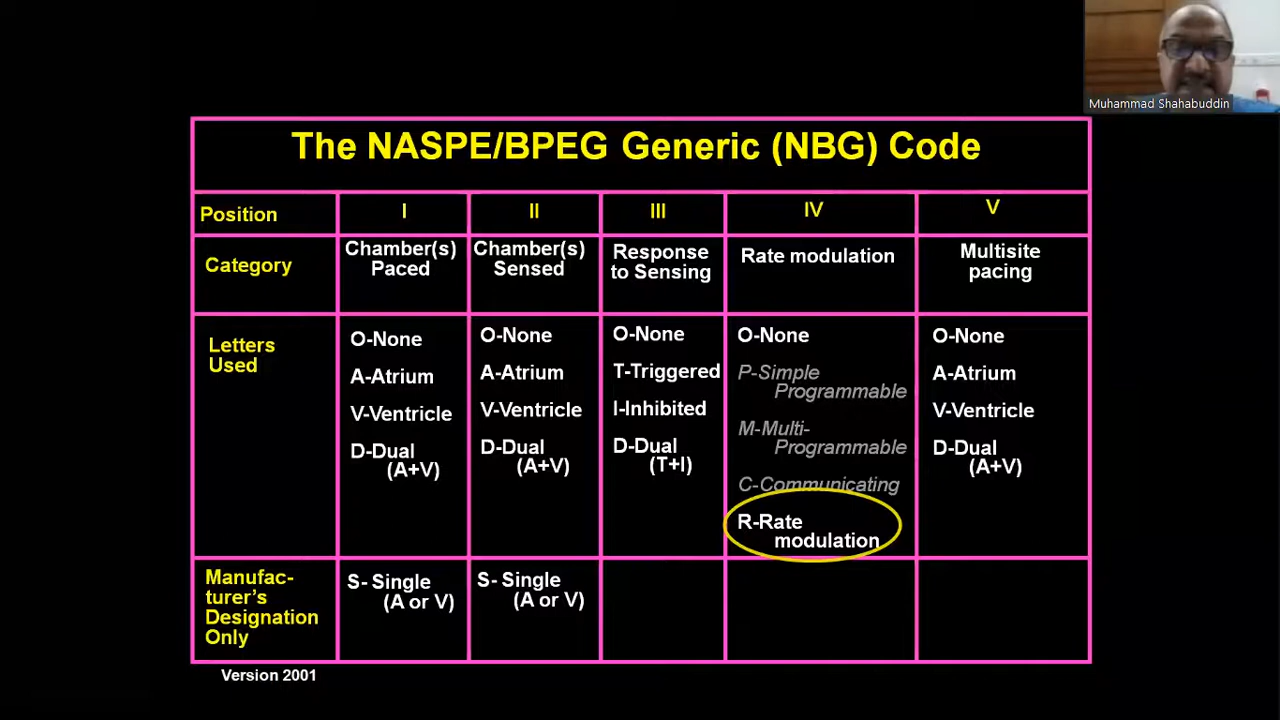 Muhammad Shahabuddin
The NASPE/BPEG Generic (NBG) Code
Position
I
II
III
IV
V
Category
Chamber(s)
Paced
Chamber(s)
Sensed
Response
to Sensing
Rate modulation
Multisite
pacing
Letters
Used
O-None
A-Atrium
V-Ventricle
D-Dual
(A+V)
O-None
A-Atrium
V-Ventricle
D-Dual
(A+V)
O-None
T-Triggered
I-Inhibited
D-Dual
(T+I)
O-None
P-Simple
Programmable
M-Multi-
Programmable
C-Communicating
R-Rate
modulation
O-None
A-Atrium
V-Ventricle
D-Dual
(A+V)
Manufac-
turer's
Designation
Only
S- Single
(A or V)
S- Single
(A or V)
Version 2001